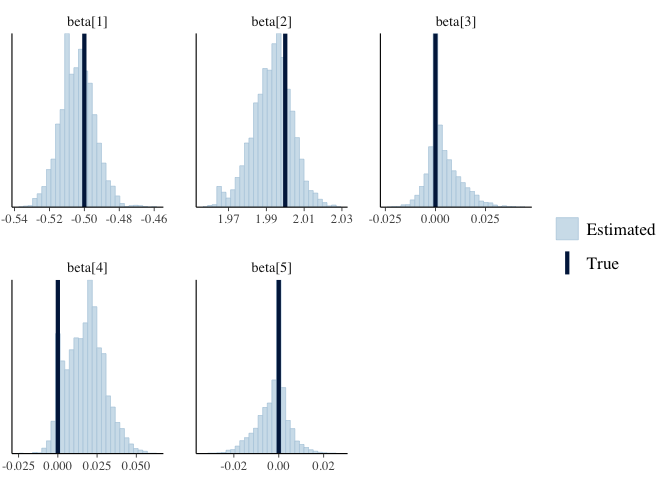 beta[1]
beta[2]
beta[3]
-0.54 -0.52 -0.50 -0.48 -0.46
1.97 1.99 2.01 2.03
-0.025 0.000 0.025
Estimated
True
beta[4]
beta[5]
-0.025 0.000 0.025 0.050
-0.02 0.00 0.02